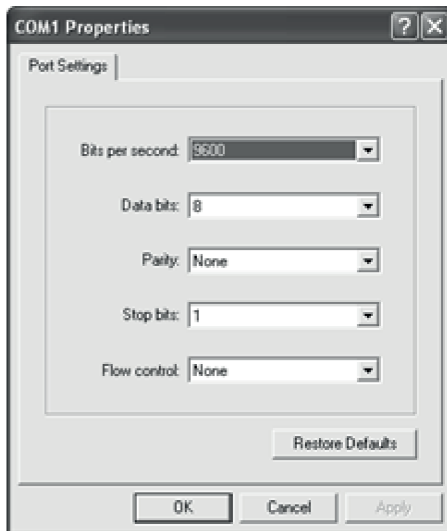 COM1 Properties
Port Settings
Bits per second: 9600
Data bits: 8
Parity: None
Stop bits: 1
Flow control: None
Restore Defaults
OK Cancel Apply